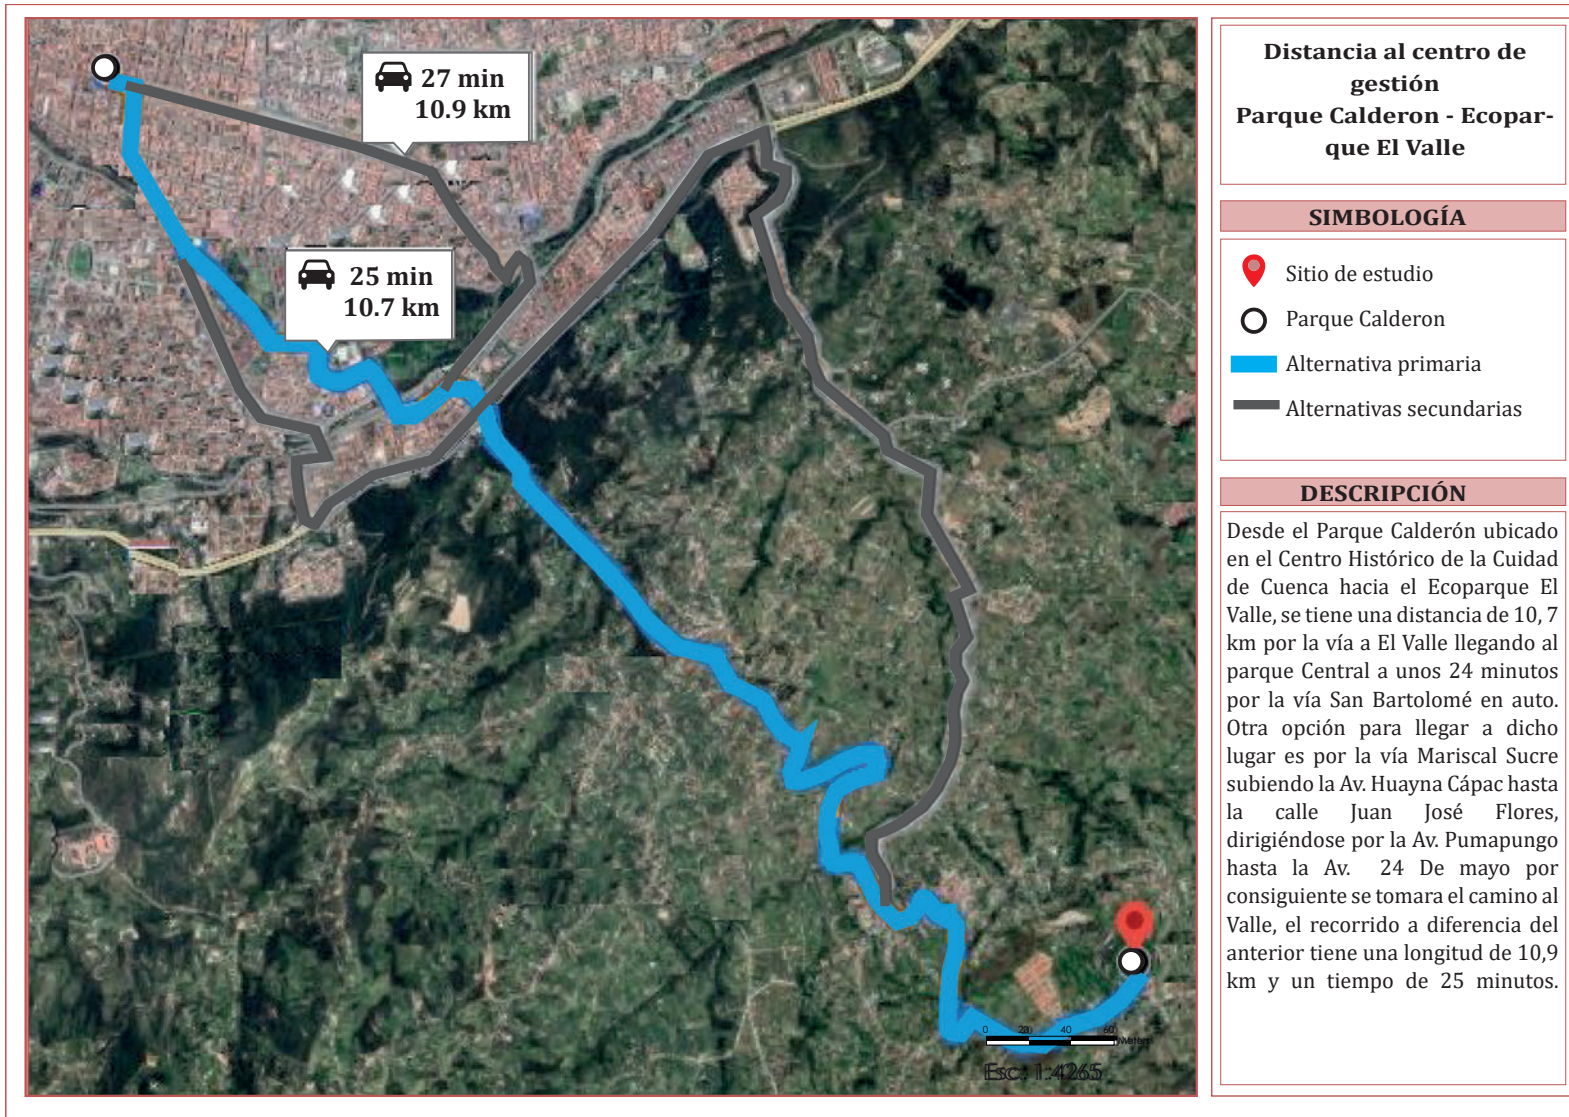 27 min
10.9 km
25 min
10.7 km
0 20 40 60
Esc: 1:4265
Distancia al centro de
gestión
Parque Calderon - Ecopar-
que El Valle
SIMBOLOGÍA
Sitio de estudio
Parque Calderon
Alternativa primaria
Alternativas secundarias
DESCRIPCIÓN
Desde el Parque Calderón ubicado
en el Centro Histórico de la Cuidad
de Cuenca hacia el Ecoparque El
Valle, se tiene una distancia de 10, 7
km por la vía a El Valle llegando al
parque Central a unos 24 minutos
por la vía San Bartolomé en auto.
Otra opción para llegar a dicho
lugar es por la vía Mariscal Sucre
subiendo la Av. Huayna Cápac hasta
la calle Juan José Flores,
dirigiéndose por la Av. Pumapungo
hasta la Av. 24 De mayo por
consiguiente se tomara el camino al
Valle, el recorrido a diferencia del
anterior tiene una longitud de 10,9
km y un tiempo de 25 minutos.